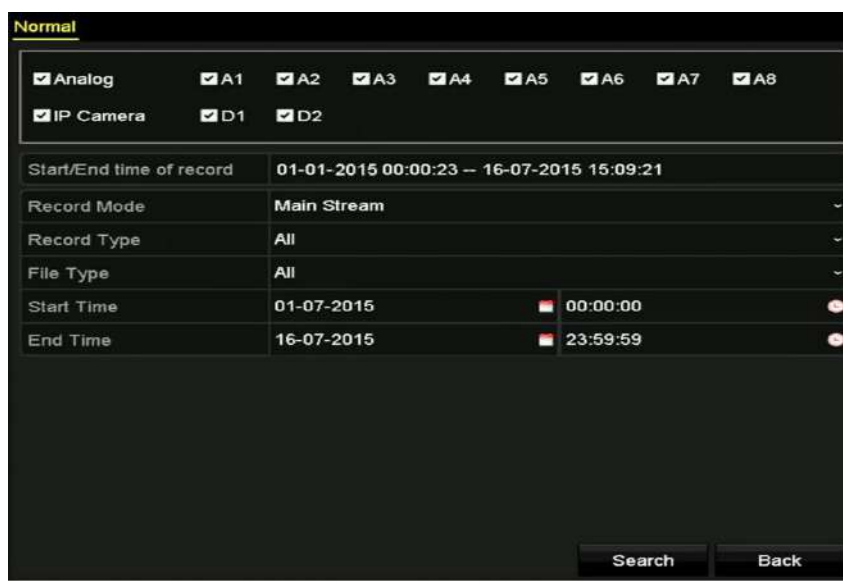 Normal
Analog A1 A2 A3 A4 A5 A6 A7 A8
IP Camera D1 D2
Start/End time of record 01-01-2015 00:00:23 -- 16-07-2015 15:09:21
Record Mode Main Stream
Record Type All
File Type All
Start Time 01-07-2015 00:00:00
End Time 16-07-2015 23:59:59
Search Back